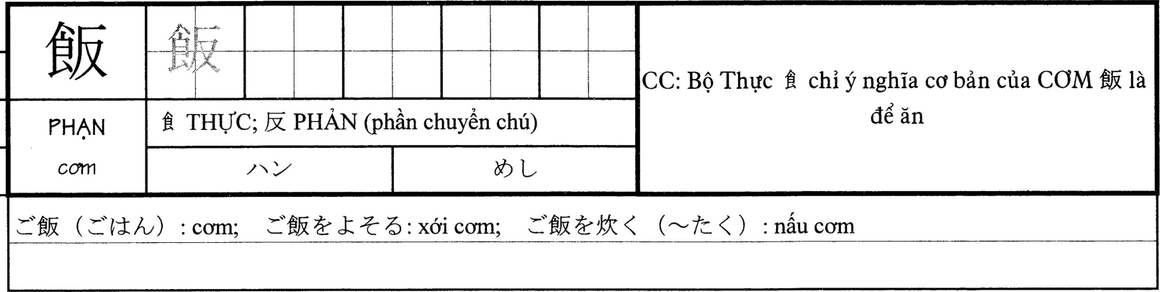 飯 飯
CC: Bộ Thực 飠 chỉ ý nghĩa cơ bản của CƠM 飯 là
để ăn
PHẠN
cơm
飠 THỰC; 反 PHẢN (phần chuyển chú)
ハン めし
ご飯（ごはん）: cơm; ご飯をよそる: xới cơm; ご飯を炊く（～たく）: nấu cơm